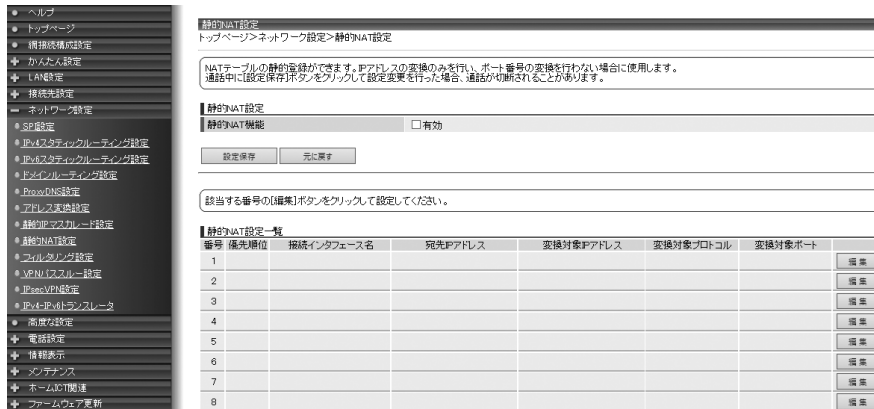 ヘルプ
トップページ
網接続構成設定
かんたん設定
LAN設定
接続先設定
ネットワーク設定
SPI設定
IPv4スタティックルーティング設定
IPv6スタティックルーティング設定
ドメインルーティング設定
ProxyDNS設定
アドレス変換設定
静的IPマスカレード設定
静的NAT設定
フィルタリング設定
VPNパススルー設定
IPsecVPN設定
IPv4-IPv6トランスレータ
高度な設定
電話設定
情報表示
メンテナンス
ホームICT関連
ファームウェア更新
静的NAT設定
トップページ＞ネットワーク設定＞静的NAT設定
NATテーブルの静的登録ができます。IPアドレスの変換のみを行い、ポート番号の変換を行わない場合に使用します。
通話中に[設定保存]ボタンをクリックして設定変更を行った場合、通話が切断されることがあります。
静的NAT設定
静的NAT機能 有効
設定保存 元に戻す
該当する番号の[編集]ボタンをクリックして設定してください。
静的NAT設定一覧
番号 優先順位 接続インタフェース名 宛先IPアドレス 変換対象IPアドレス 変換対象プロトコル 変換対象ポート
1 編集
2 編集
3 編集
4 編集
5 編集
6 編集
7 編集
8 編集